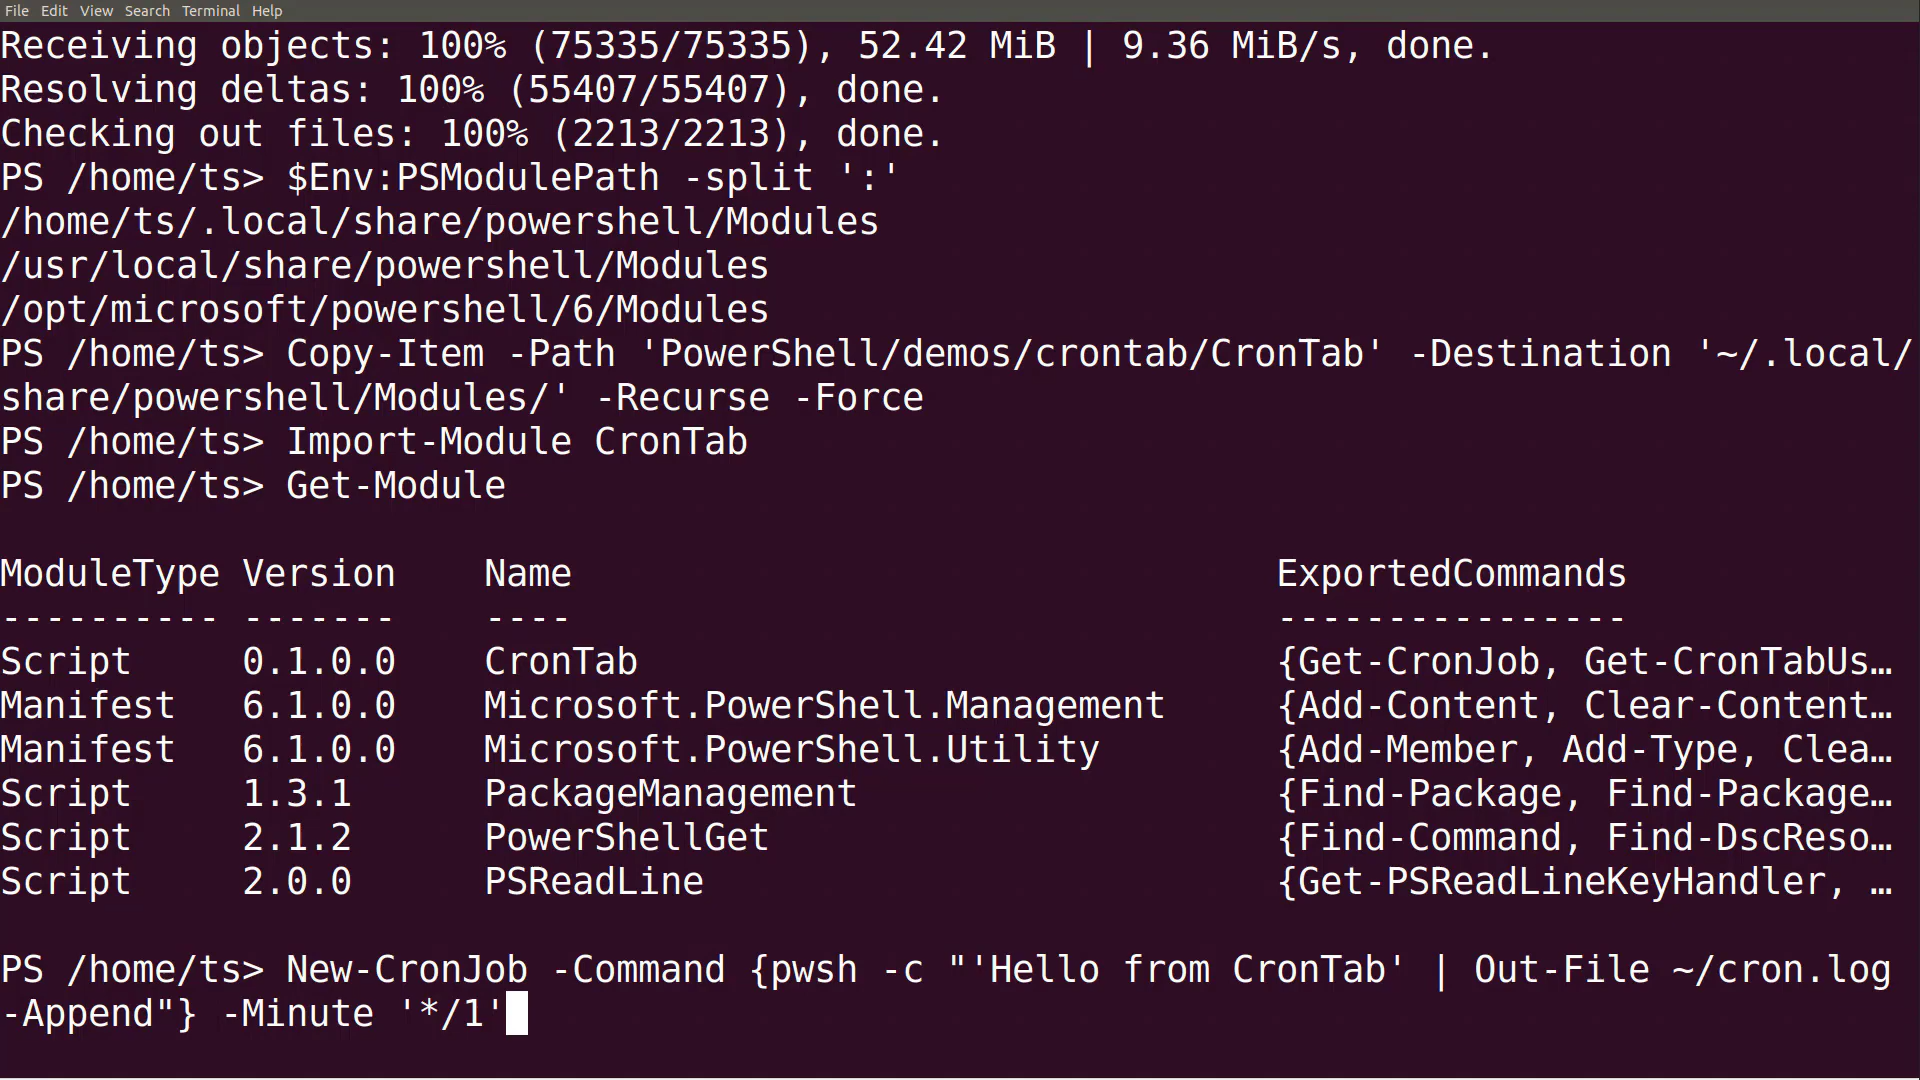 File Edit View Search Terminal Help
Receiving objects: 100% (75335/75335), 52.42 MiB | 9.36 MiB/s, done.
Resolving deltas: 100% (55407/55407), done.
Checking out files: 100% (2213/2213), done.
PS /home/ts> $Env:PSModulePath -split ':'
/home/ts/.local/share/powershell/Modules
/usr/local/share/powershell/Modules
/opt/microsoft/powershell/6/Modules
PS /home/ts> Copy-Item -Path 'PowerShell/demos/crontab/CronTab' -Destination '~/.local/
share/powershell/Modules/' -Recurse -Force
PS /home/ts> Import-Module CronTab
PS /home/ts> Get-Module
ModuleType Version    Name                                ExportedCommands
---------- -------    ----                                ----------------
Script     0.1.0.0    CronTab                             {Get-CronJob, Get-CronTabUs…
Manifest   6.1.0.0    Microsoft.PowerShell.Management     {Add-Content, Clear-Content…
Manifest   6.1.0.0    Microsoft.PowerShell.Utility        {Add-Member, Add-Type, Clea…
Script     1.3.1      PackageManagement                   {Find-Package, Find-Package…
Script     2.1.2      PowerShellGet                       {Find-Command, Find-DscReso…
Script     2.0.0      PSReadLine                          {Get-PSReadLineKeyHandler, …
PS /home/ts> New-CronJob -Command {pwsh -c "'Hello from CronTab' | Out-File ~/cron.log
-Append"} -Minute '*/1'